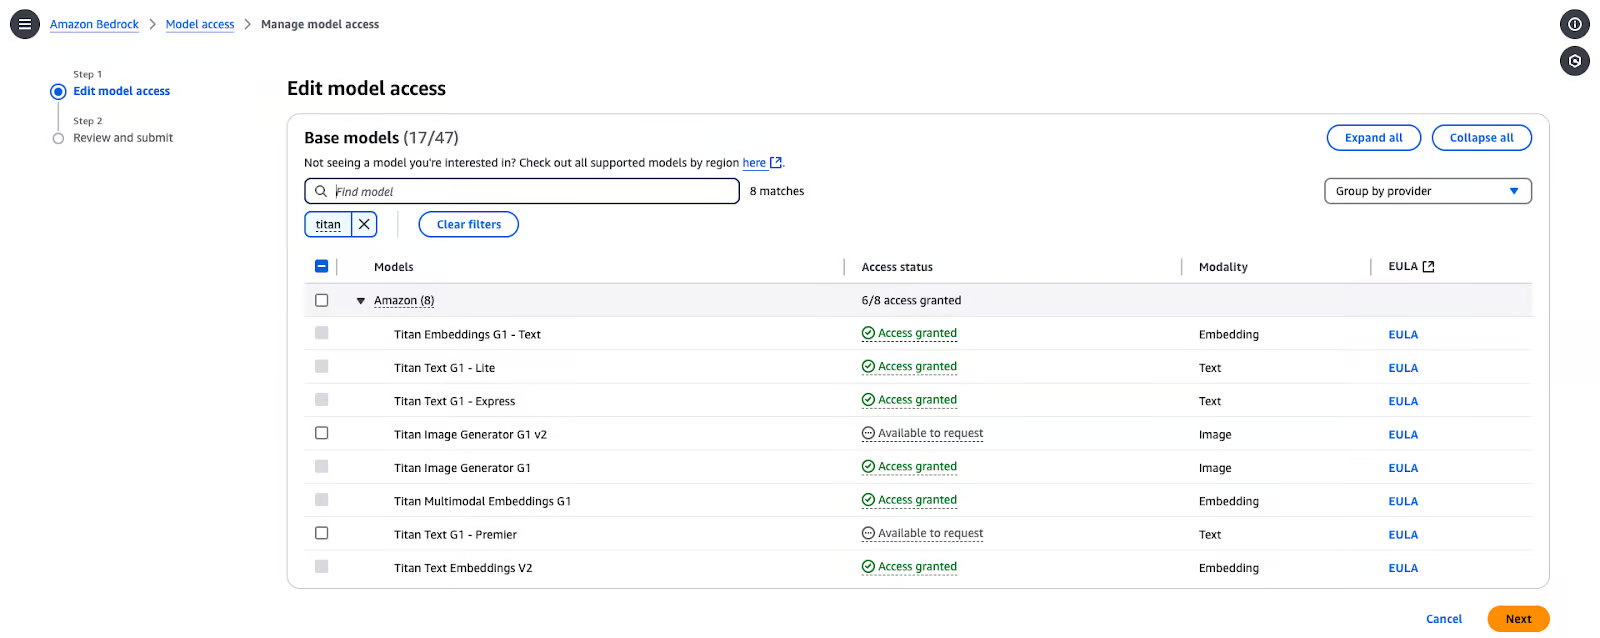 Amazon Bedrock > Model access > Manage model access
Step 1
Edit model access
Step 2
Review and submit
Edit model access
Base models (17/47)
Expand all
Collapse all
Not seeing a model you're interested in? Check out all supported models by region here.
Find model
8 matches
Group by provider
titan
Clear filters
Models Access status Modality EULA
Amazon (8) 6/8 access granted
Titan Embeddings G1 - Text Access granted Embedding EULA
Titan Text G1 - Lite Access granted Text EULA
Titan Text G1 - Express Access granted Text EULA
Titan Image Generator G1 v2 Available to request Image EULA
Titan Image Generator G1 Access granted Image EULA
Titan Multimodal Embeddings G1 Access granted Embedding EULA
Titan Text G1 - Premier Available to request Text EULA
Titan Text Embeddings V2 Access granted Embedding EULA
Cancel
Next